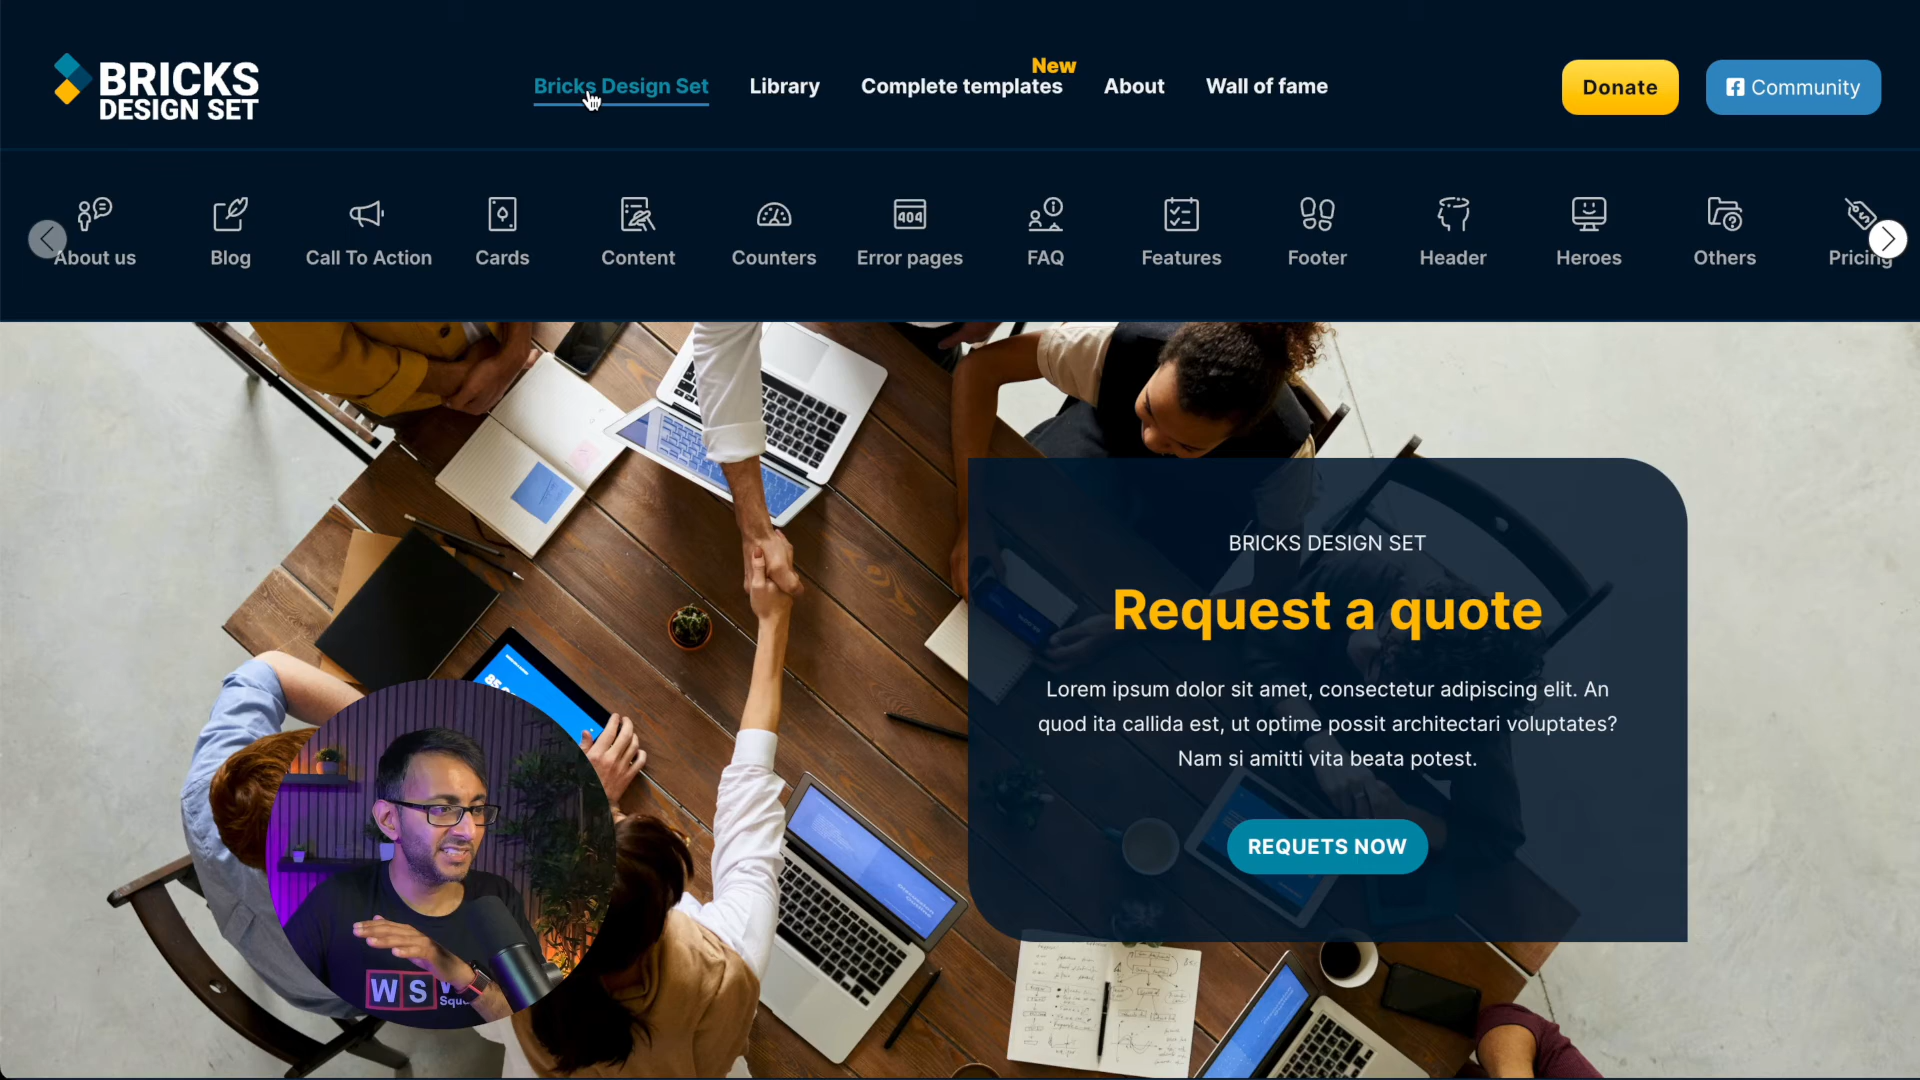 BRICKS
DESIGN SET
Bricks Design Set
Library
Complete templates
New
About
Wall of fame
Donate
Community
About us
Blog
Call To Action
Cards
Content
Counters
404
Error pages
FAQ
Features
Footer
Header
Heroes
Others
Pricing
BRICKS DESIGN SET
Request a quote
Lorem ipsum dolor sit amet, consectetur adipiscing elit. An
quod ita callida est, ut optime possit architectari voluptates?
Nam si amitti vita beata potest.
REQUETS NOW
W S